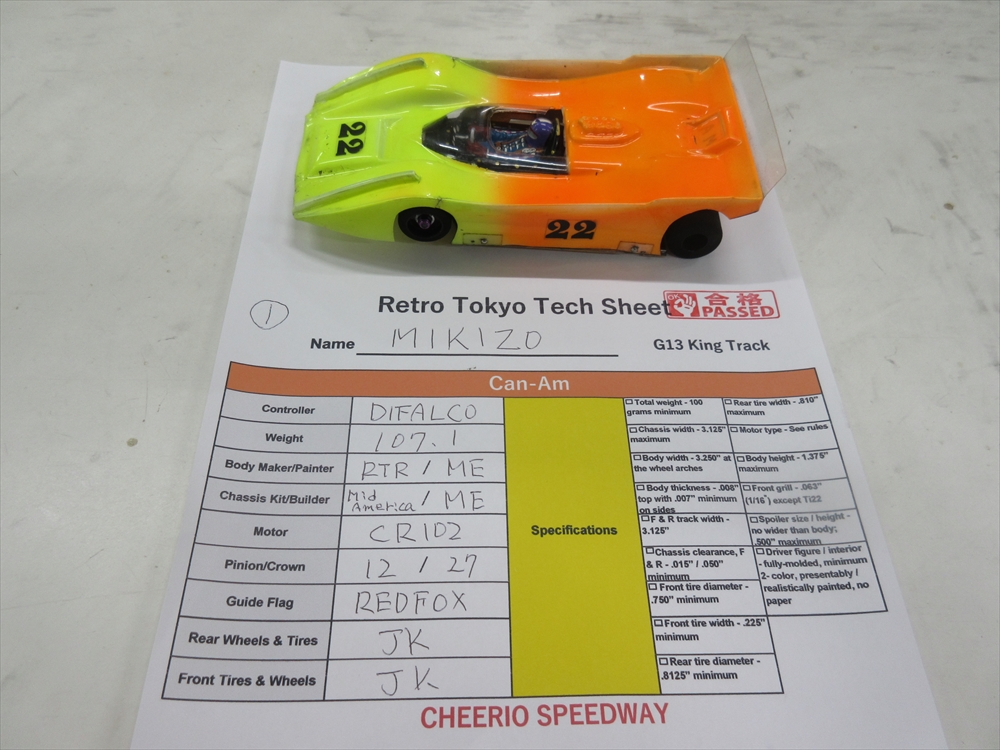 22
22
① Retro Tokyo Tech Sheet 合格 PASSED
Name MIKIZO G13 King Track
Can-Am
Controller DIFALCO
Weight 107.1
Body Maker/Painter RTR / ME
Chassis Kit/Builder Mid America / ME
Motor CR102
Pinion/Crown 12 / 27
Guide Flag REDFOX
Rear Wheels & Tires JK
Front Tires & Wheels JK
Specifications
Total weight - 100
grams minimum
Chassis width - 3.125"
maximum
Body width - 3.250" at
the wheel arches
Body thickness - .008"
top with .007" minimum
on sides
F & R track width -
3.125"
Chassis clearance, F
& R - .015" / .050"
minimum
Front tire diameter -
.750" minimum
Front tire width - .225"
minimum
Rear tire diameter -
.8125" minimum
Rear tire width - .810"
maximum
Motor type - See rules
Body height - 1.375"
maximum
Front grill - .063"
(1/16") except Ti22
Spoiler size / height -
no wider than body;
.500" maximum
Driver figure / interior
- fully-molded, minimum
2- color, presentably /
realistically painted, no
paper
CHEERIO SPEEDWAY